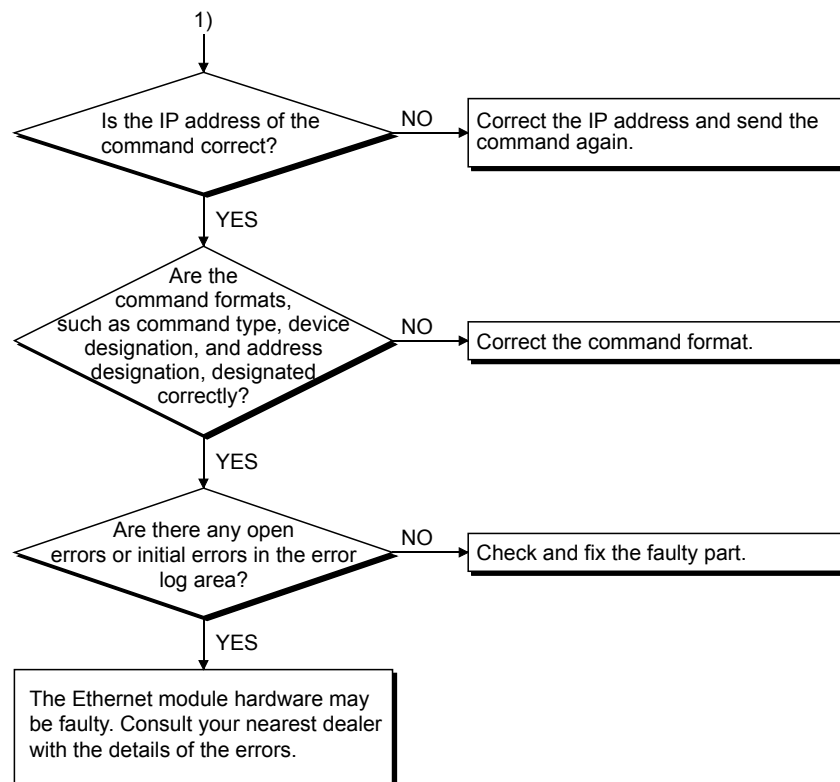 1)
Is the IP address of the
command correct?
NO
Correct the IP address and send the
command again.
YES
Are the
command formats,
such as command type, device
designation, and address
designation, designated
correctly?
NO
Correct the command format.
YES
Are there any open
errors or initial errors in the error
log area?
NO
Check and fix the faulty part.
YES
The Ethernet module hardware may
be faulty. Consult your nearest dealer
with the details of the errors.